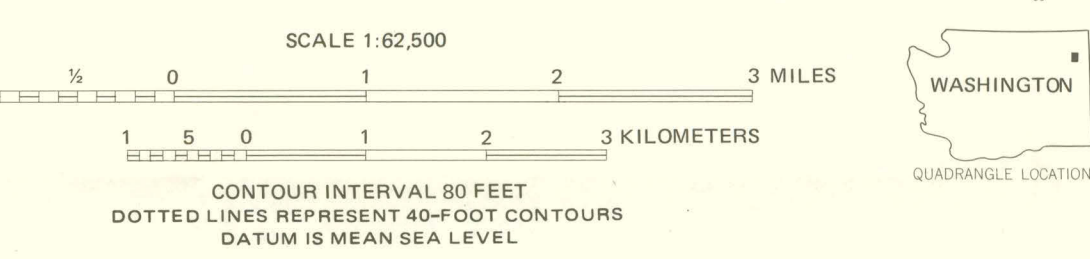 SCALE 1:62,500
½ 0 1 2 3 MILES
1 5 0 1 2 3 KILOMETERS
CONTOUR INTERVAL 80 FEET
DOTTED LINES REPRESENT 40-FOOT CONTOURS
DATUM IS MEAN SEA LEVEL
WASHINGTON
QUADRANGLE LOCATION